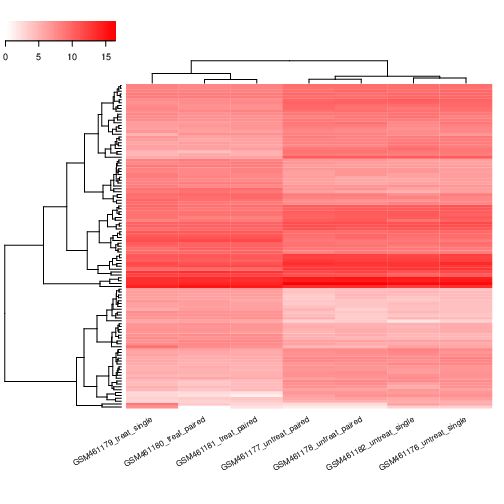 0 5 10 15
GSM461179_treat_single
GSM461180_treat_paired
GSM461181_treat_paired
GSM461177_untreat_paired
GSM461178_untreat_paired
GSM461182_untreat_single
GSM461176_untreat_single